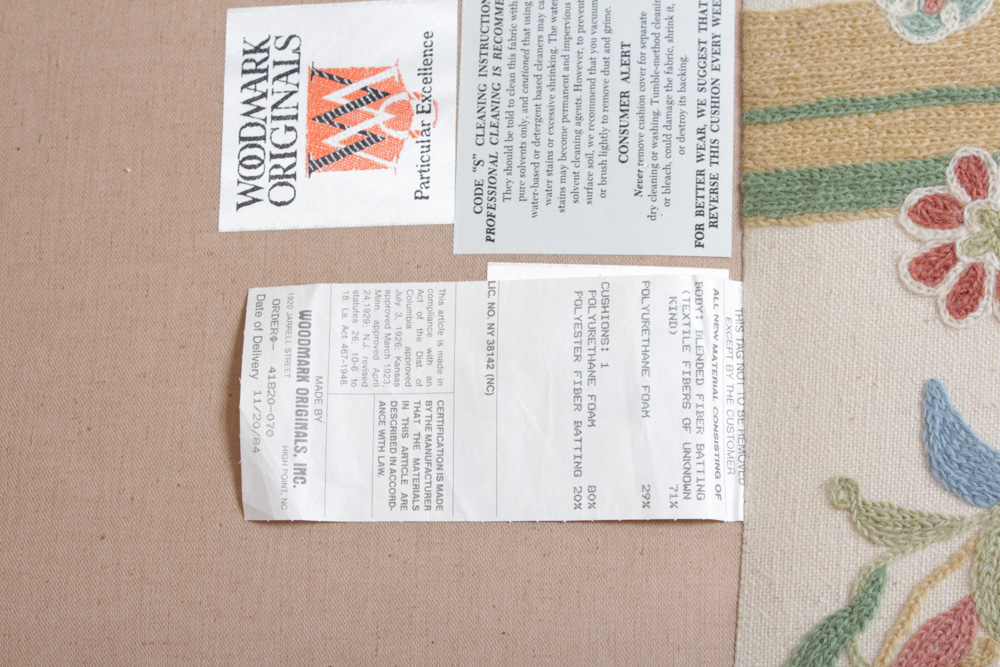 WOODMARK
ORIGINALS
Particular Excellence
CODE "S" CLEANING INSTRUCTION
PROFESSIONAL CLEANING IS RECOMME
They should be told to clean this fabric with
pure solvents only, and cautioned that using
water-based or detergent based cleaners may ca
water stains or excessive shrinking. The wate
stains may become permanent and impervious
solvent cleaning agents. However, to prevent
surface soil, we recommend that you vacuum
or brush lightly to remove dust and grime.
CONSUMER ALERT
Never remove cushion cover for separate
dry cleaning or washing. Tumble-method cleanin
or bleach, could damage the fabric, shrink it,
or destroy its backing.
FOR BETTER WEAR, WE SUGGEST THAT
REVERSE THIS CUSHION EVERY WEE
THIS TAG NOT TO BE REMOVED
EXCEPT BY THE CUSTOMER
ALL NEW MATERIAL CONSISTING OF
BODY: BLENDED FIBER BATTING
(TEXTILE FIBERS OF UNKNOWN
KIND) 71%
POLYURETHANE FOAM 29%
CUSHIONS: 1
POLYURETHANE FOAM 80%
POLYESTER FIBER BATTING 20%
LIC. NO. NY 38142 (NC)
This article is made in
compliance with an
Act of the Dist. of
Columbia approved
July 3, 1926; Kansas
approved March 1923;
Minn. approved April
24, 1929; N.J. revised
statutes 26: 10-6 to
18. La. Act 467-1948.
CERTIFICATION IS MADE
BY THE MANUFACTURER
THAT THE MATERIALS
IN THIS ARTICLE ARE
DESCRIBED IN ACCORD-
ANCE WITH LAW.
MADE BY
WOODMARK ORIGINALS, INC.
1920 JARRELL STREET HIGH POINT, NC
ORDER#- 41820-070
Date of Delivery 11/20/84